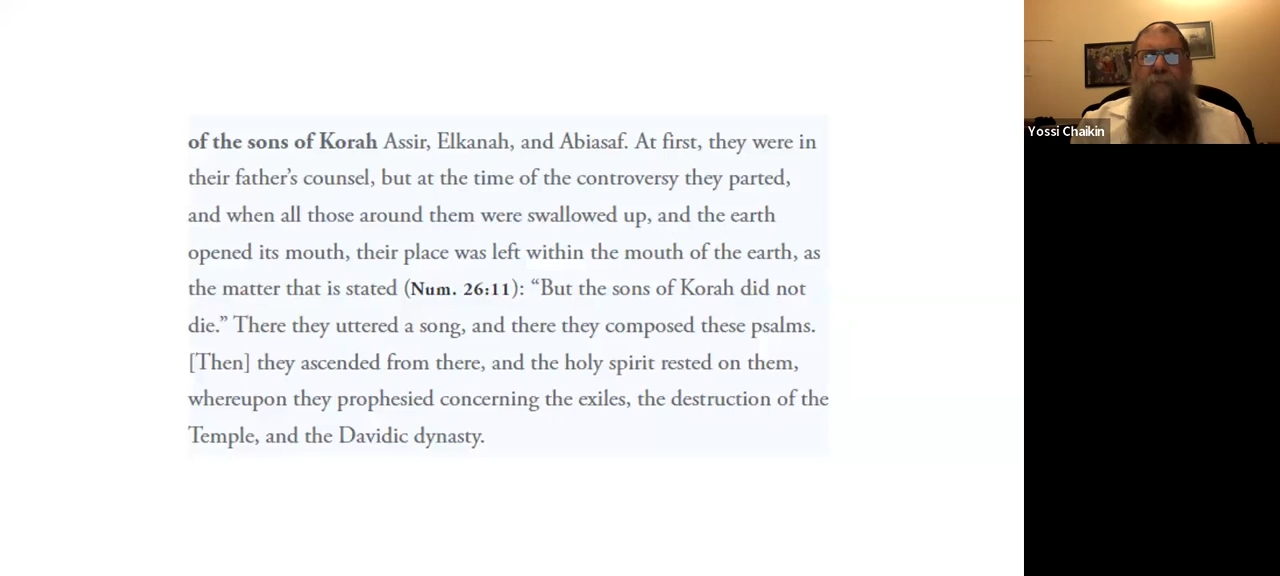 of the sons of Korah Assir, Elkanah, and Abiasaf. At first, they were in
their father’s counsel, but at the time of the controversy they parted,
and when all those around them were swallowed up, and the earth
opened its mouth, their place was left within the mouth of the earth, as
the matter that is stated (Num. 26:11): “But the sons of Korah did not
die.” There they uttered a song, and there they composed these psalms.
[Then] they ascended from there, and the holy spirit rested on them,
whereupon they prophesied concerning the exiles, the destruction of the
Temple, and the Davidic dynasty.
Yossi Chaikin